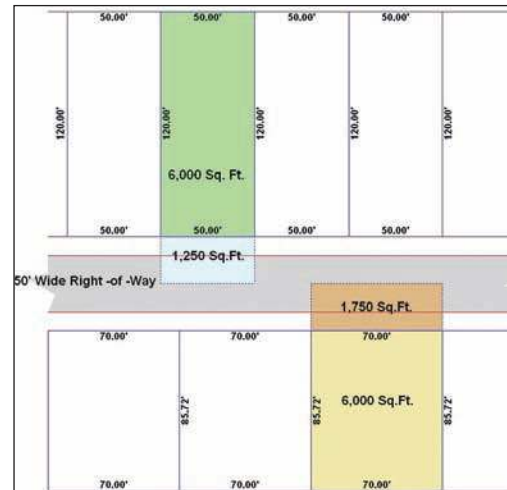 50.00' 50.00' 50.00' 50.00'
120.00' 120.00' 120.00' 120.00' 120.00'
6,000 Sq. Ft.
50.00' 50.00' 50.00' 50.00'
1,250 Sq.Ft.
50' Wide Right -of -Way
1,750 Sq.Ft.
70.00' 70.00' 70.00'
85.72' 85.72' 85.72'
6,000 Sq.Ft.
70.00' 70.00' 70.00'